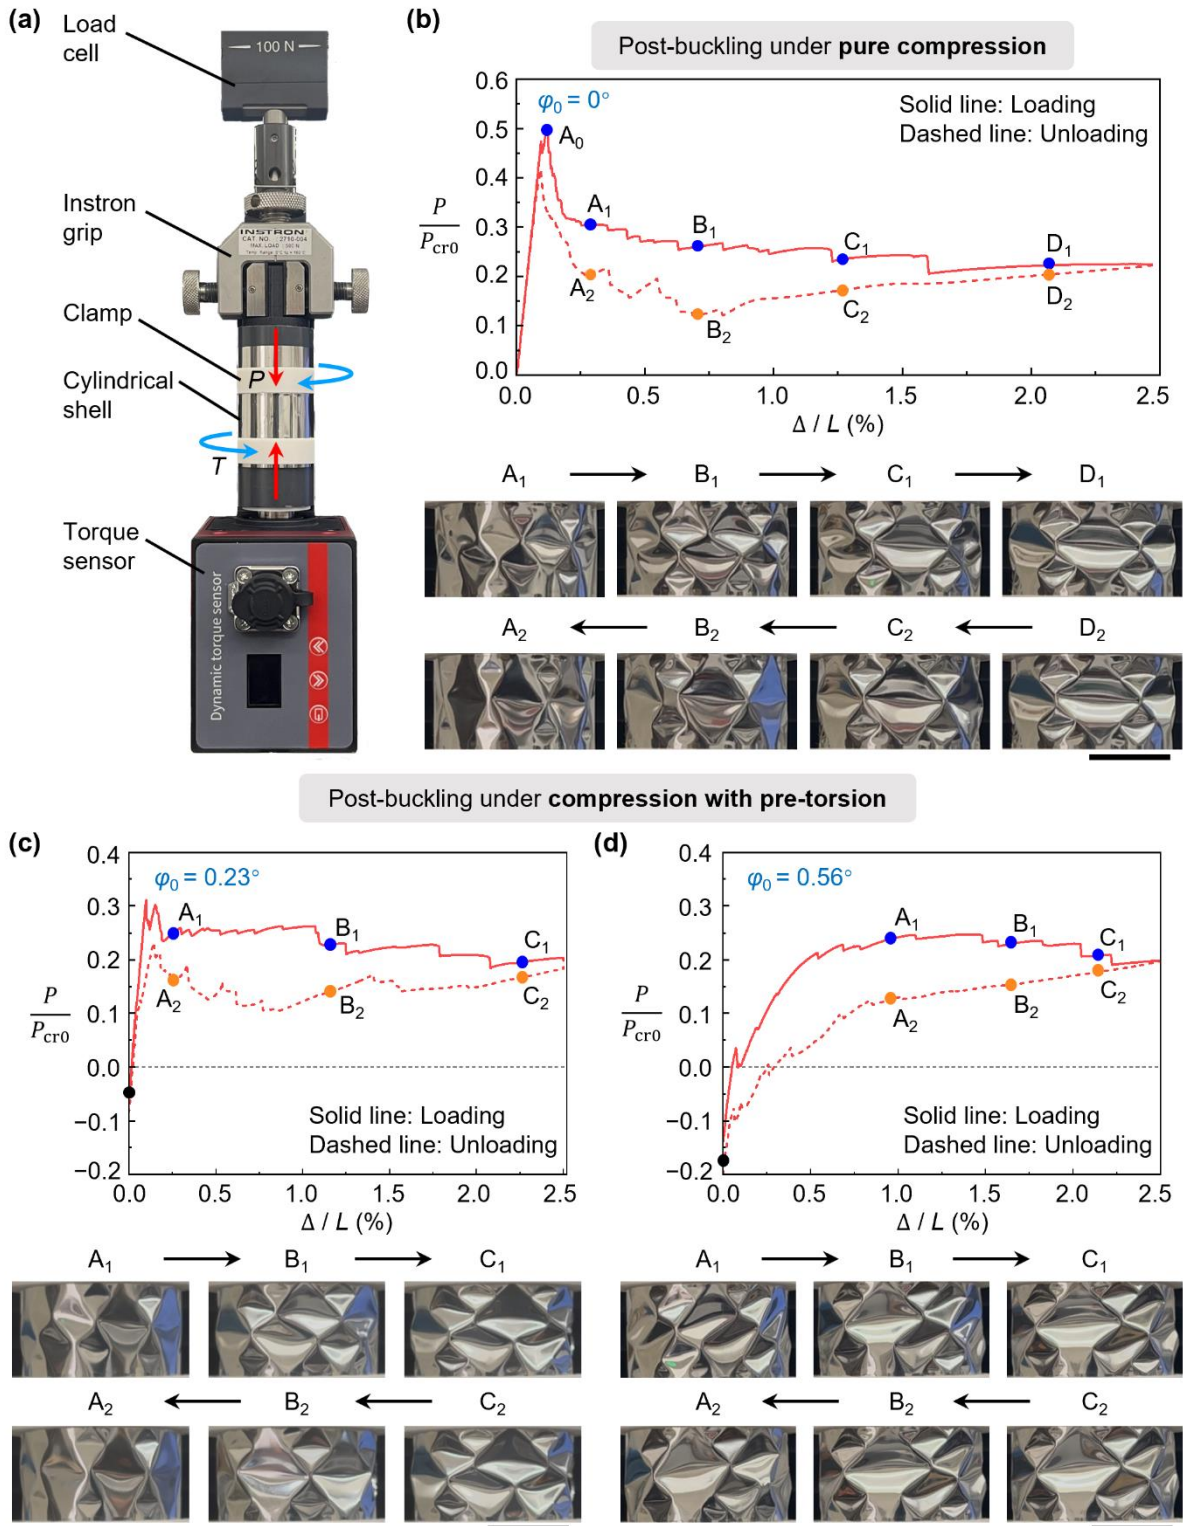 (a)
Load
cell
100 N
Instron
grip
INSTRON
CAT. NO. : 2710-004
Clamp
P
Cylindrical
shell
T
Torque
sensor
Dynamic torque sensor
(b)
Post-buckling under pure compression
φ₀ = 0°
Solid line: Loading
Dashed line: Unloading
P
Pcr0
0.6
0.5
0.4
0.3
0.2
0.1
0.0
A₀
A₁
B₁
C₁
D₁
A₂
B₂
C₂
D₂
0.0 0.5 1.0 1.5 2.0 2.5
Δ / L (%)
A₁ B₁ C₁ D₁
A₂ B₂ C₂ D₂
Post-buckling under compression with pre-torsion
(c)
φ₀ = 0.23°
P
Pcr0
0.4
0.3
0.2
0.1
0.0
−0.1
−0.2
A₁
B₁
C₁
A₂
B₂
C₂
Solid line: Loading
Dashed line: Unloading
0.0 0.5 1.0 1.5 2.0 2.5
Δ / L (%)
A₁ B₁ C₁
A₂ B₂ C₂
(d)
φ₀ = 0.56°
P
Pcr0
0.4
0.3
0.2
0.1
0.0
−0.1
−0.2
A₁
B₁
C₁
A₂
B₂
C₂
Solid line: Loading
Dashed line: Unloading
0.0 0.5 1.0 1.5 2.0 2.5
Δ / L (%)
A₁ B₁ C₁
A₂ B₂ C₂